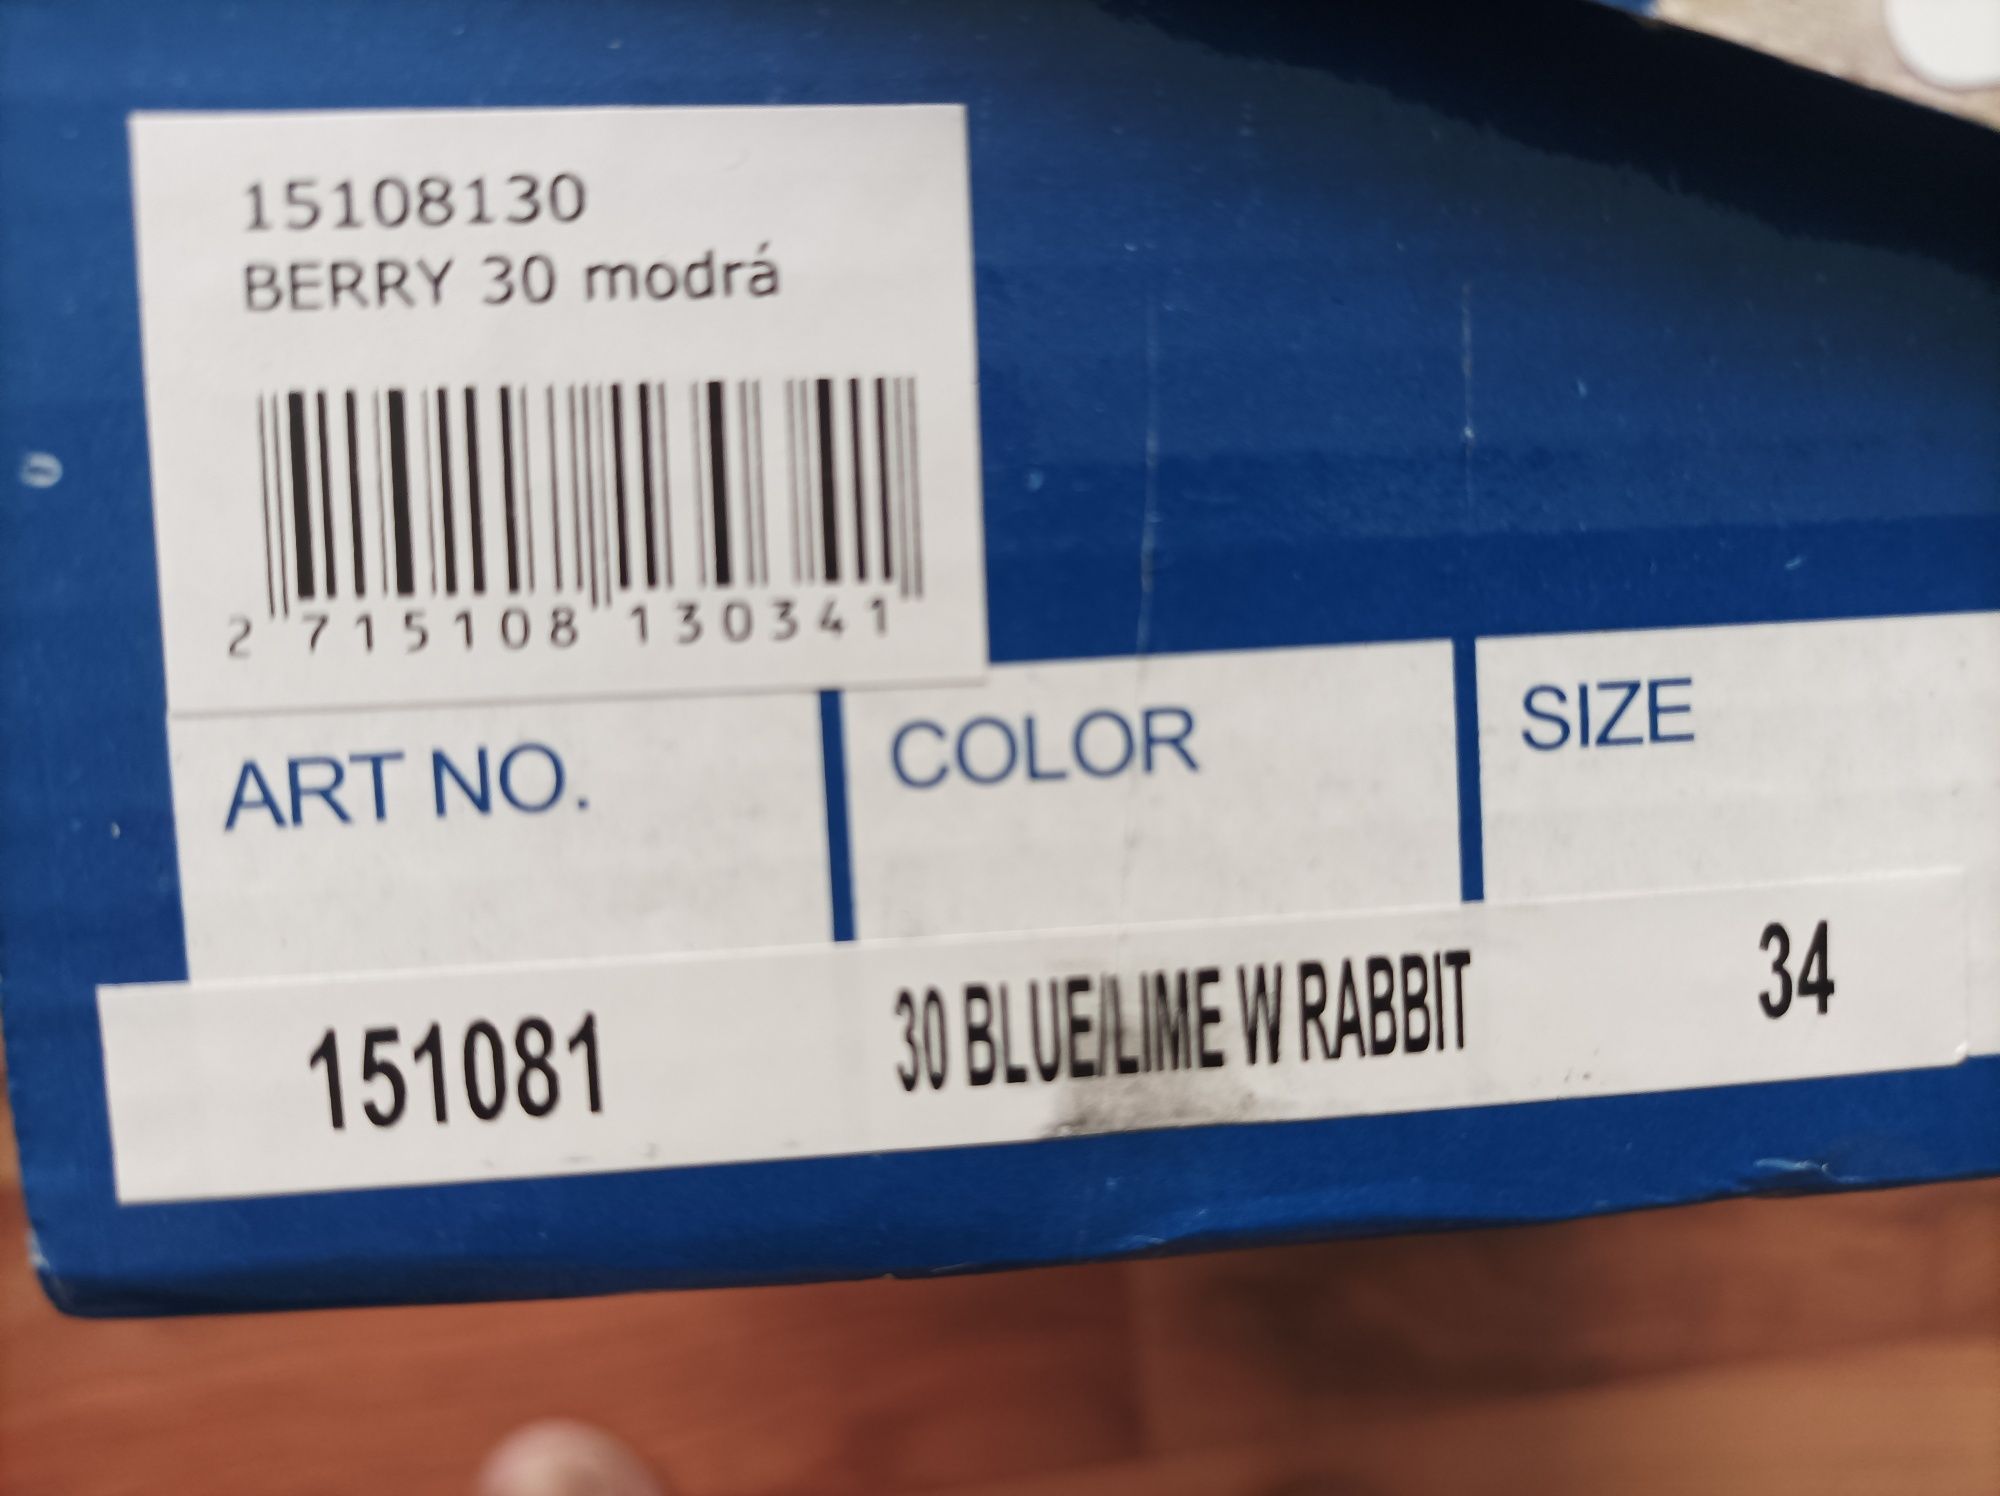 15108130
BERRY 30 modrá
2 715108 130341
ART NO.
COLOR
SIZE
151081
30 BLUE/LIME W RABBIT
34